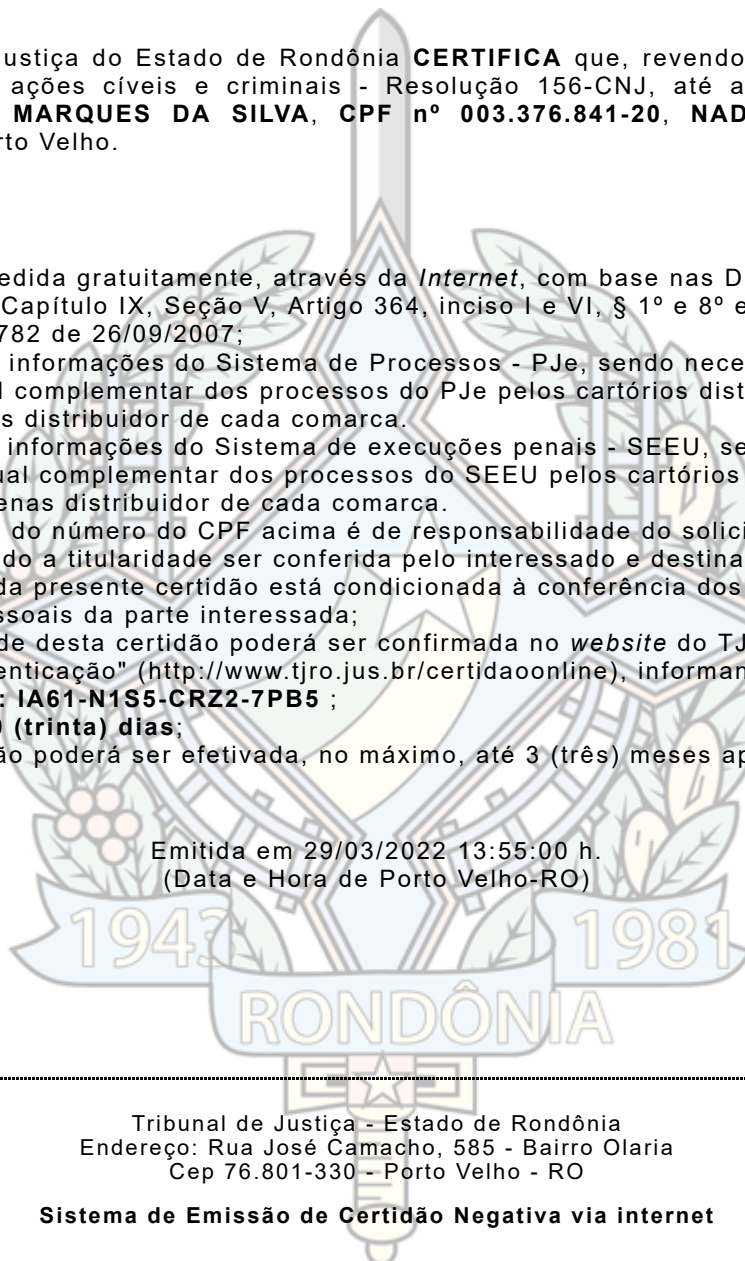 ustiça do Estado de Rondônia CERTIFICA que, revendo
ações cíveis e criminais - Resolução 156-CNJ, até a
MARQUES DA SILVA, CPF nº 003.376.841-20, NAD
rto Velho.
edida gratuitamente, através da Internet, com base nas D
Capítulo IX, Seção V, Artigo 364, inciso I e VI, § 1º e 8º e
782 de 26/09/2007;
informações do Sistema de Processos - PJe, sendo nece
l complementar dos processos do PJe pelos cartórios dist
s distribuidor de cada comarca.
informações do Sistema de execuções penais - SEEU, se
ual complementar dos processos do SEEU pelos cartórios
enas distribuidor de cada comarca.
do número do CPF acima é de responsabilidade do solici
do a titularidade ser conferida pelo interessado e destina
da presente certidão está condicionada à conferência dos
ssoais da parte interessada;
de desta certidão poderá ser confirmada no website do TJ
enticação" (http://www.tjro.jus.br/certidaoonline), informan
: IA61-N1S5-CRZ2-7PB5 ;
0 (trinta) dias;
ão poderá ser efetivada, no máximo, até 3 (três) meses ap
Emitida em 29/03/2022 13:55:00 h.
(Data e Hora de Porto Velho-RO)
1943 1981
RONDÔNIA
Tribunal de Justiça - Estado de Rondônia
Endereço: Rua José Camacho, 585 - Bairro Olaria
Cep 76.801-330 - Porto Velho - RO
Sistema de Emissão de Certidão Negativa via internet